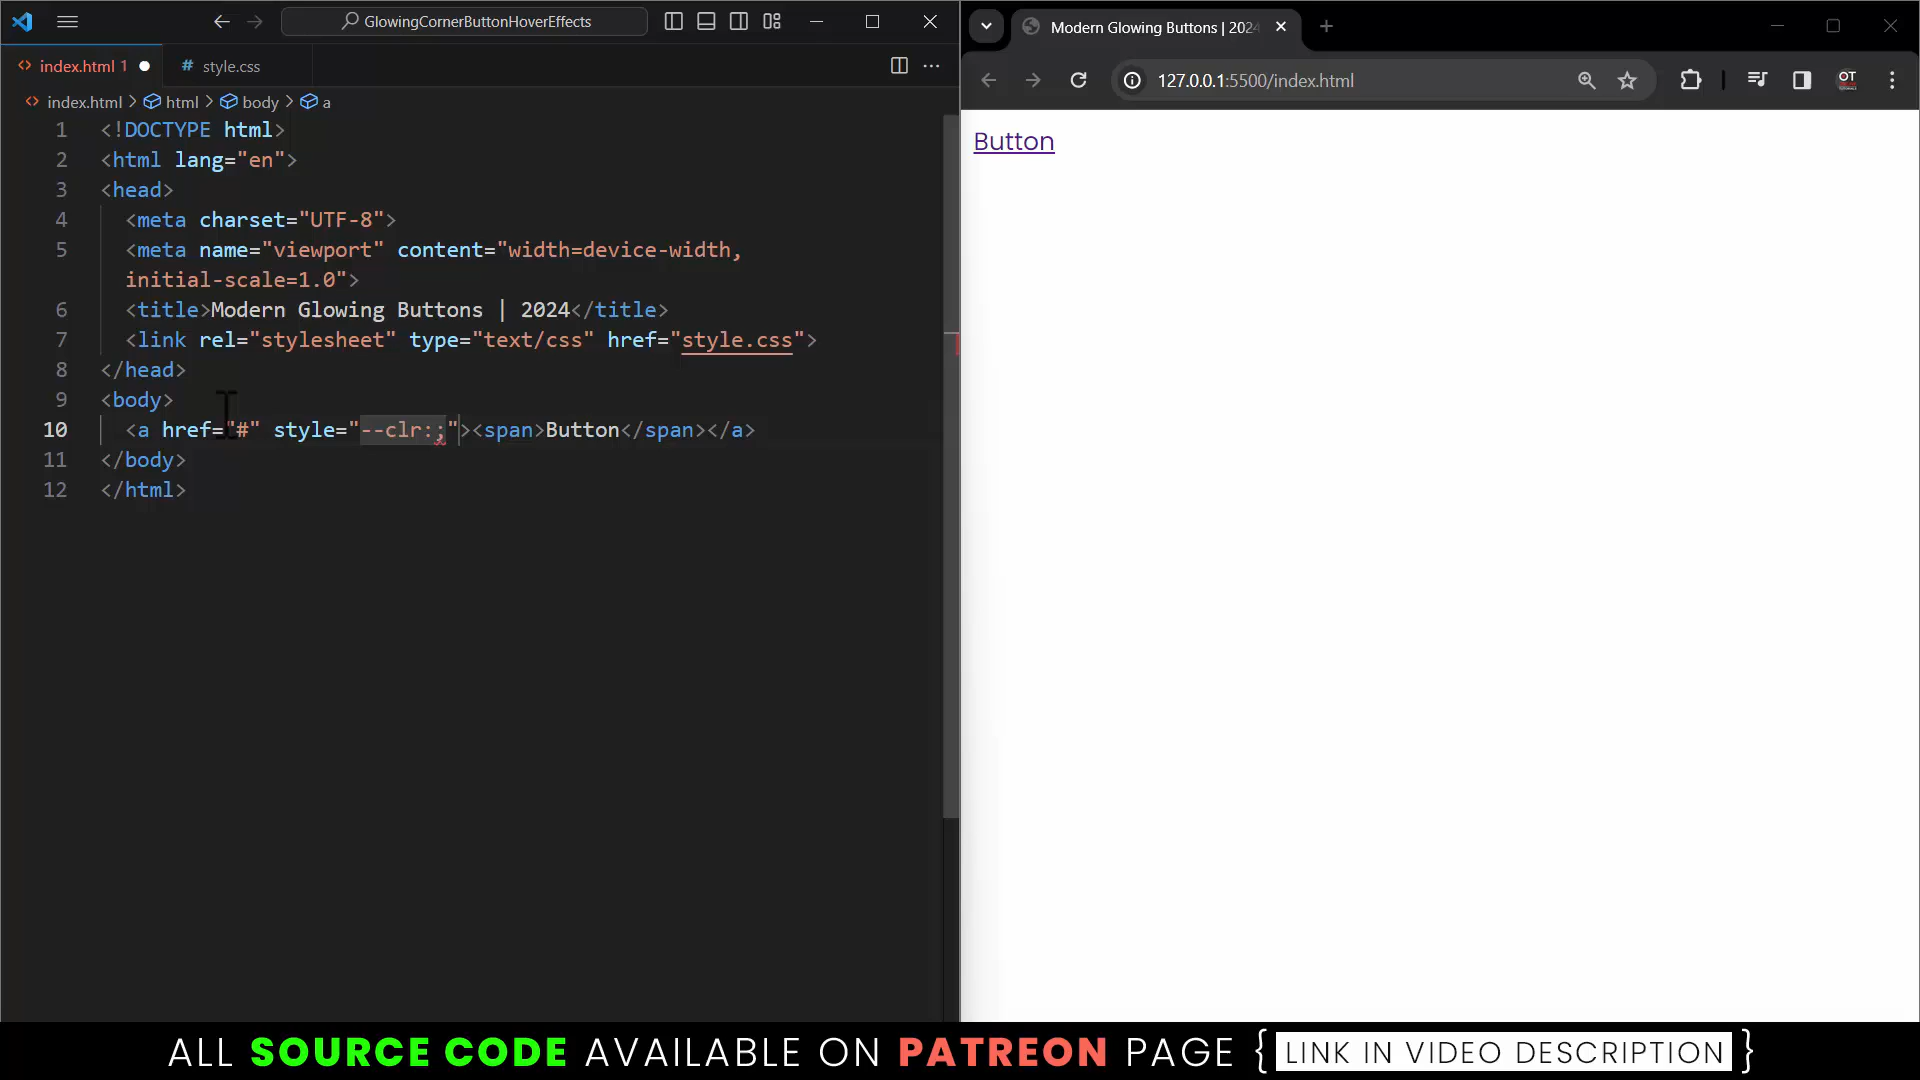 GlowingCornerButtonHoverEffects
index.html 1
# style.css
index.html > html > body > a
1 <!DOCTYPE html>
2 <html lang="en">
3 <head>
4 <meta charset="UTF-8">
5 <meta name="viewport" content="width=device-width,
initial-scale=1.0">
6 <title>Modern Glowing Buttons | 2024</title>
7 <link rel="stylesheet" type="text/css" href="style.css">
8 </head>
9 <body>
10 <a href="#" style="--clr:;"><span>Button</span></a>
11 </body>
12 </html>
Modern Glowing Buttons | 202
127.0.0.1:5500/index.html
OT
Button
ALL SOURCE CODE AVAILABLE ON PATREON PAGE { LINK IN VIDEO DESCRIPTION }